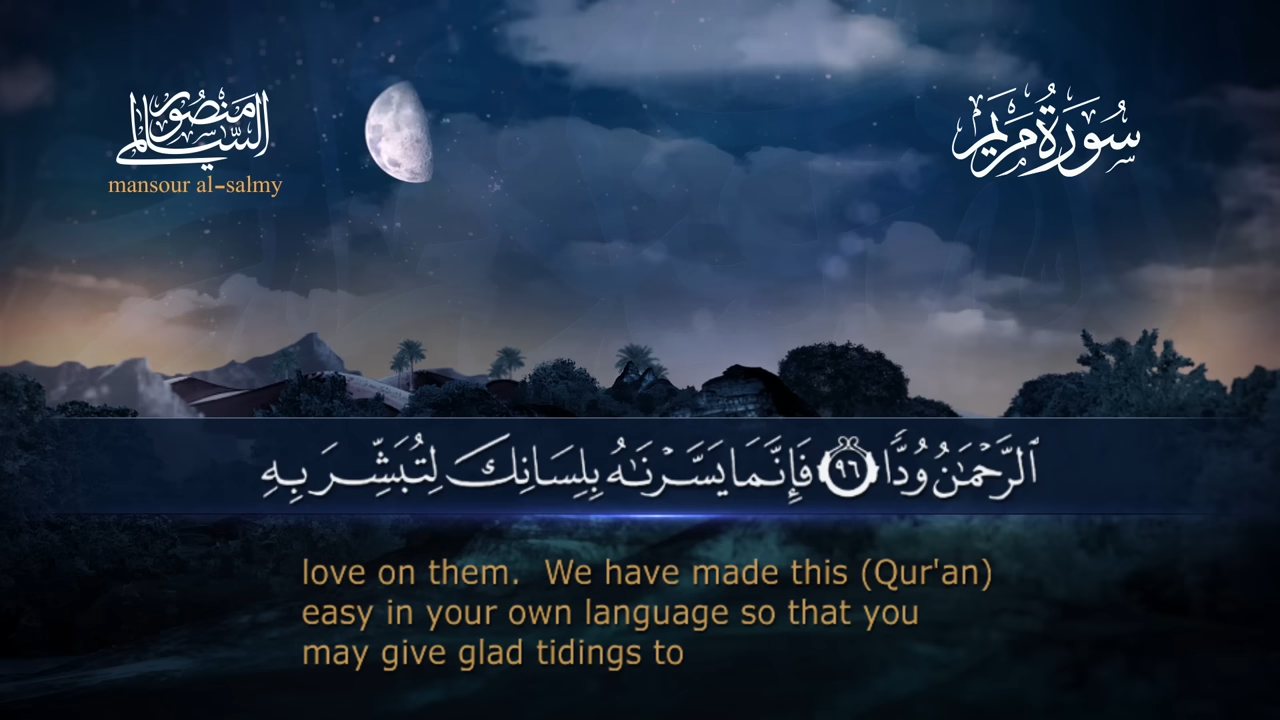 منصور السالمي
mansour al-salmy
سُورَةُ مَرْيَم
ٱلرَّحْمَٰنُ وُدًّا ٩٦ فَإِنَّمَا يَسَّرْنَٰهُ بِلِسَانِكَ لِتُبَشِّرَ بِهِ
love on them. We have made this (Qur'an)
easy in your own language so that you
may give glad tidings to